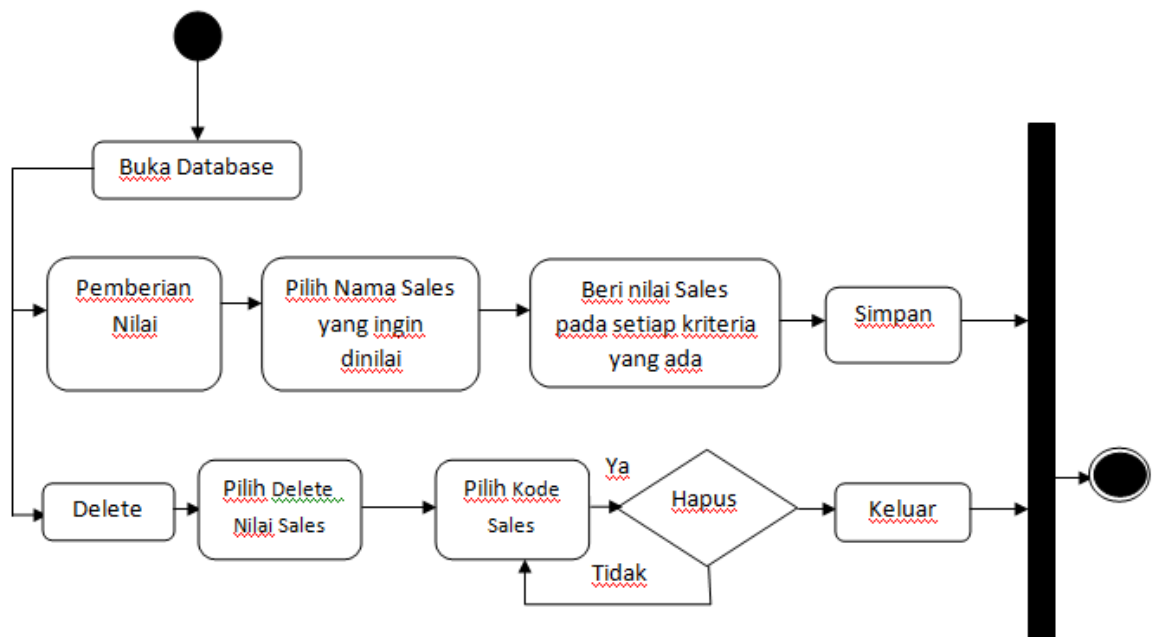 Buka Database
Pemberian
Nilai
Pilih Nama Sales
yang ingin
dinilai
Beri nilai Sales
pada setiap kriteria
yang ada
Simpan
Delete
Pilih Delete
Nilai Sales
Pilih Kode
Sales
Ya
Hapus
Tidak
Keluar